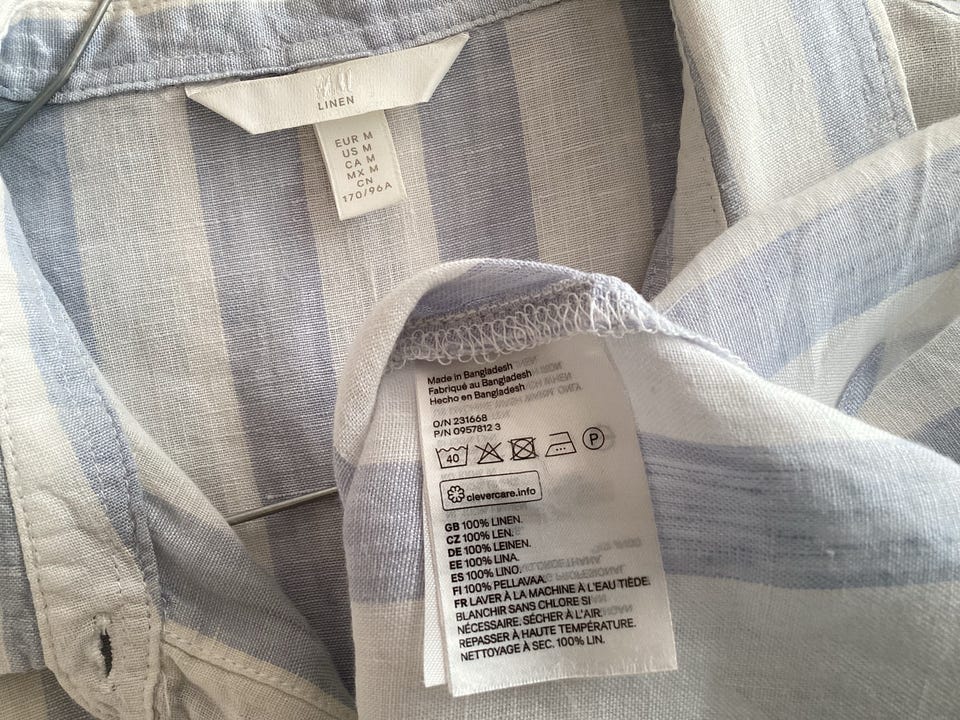 LINEN
EUR M
US M
CA M
MX M
CN
170/96A
Made in Bangladesh
Fabriqué au Bangladesh
Hecho en Bangladesh
O/N 231668
P/N 0957812 3
40 P
clevercare.info
GB 100% LINEN.
CZ 100% LEN.
DE 100% LEINEN.
EE 100% LINA.
ES 100% LINO.
FI 100% PELLAVAA.
FR LAVER À LA MACHINE À L'EAU TIÈDE.
BLANCHIR SANS CHLORE SI
NÉCESSAIRE. SÉCHER À L'AIR.
REPASSER À HAUTE TEMPÉRATURE.
NETTOYAGE À SEC. 100% LIN.